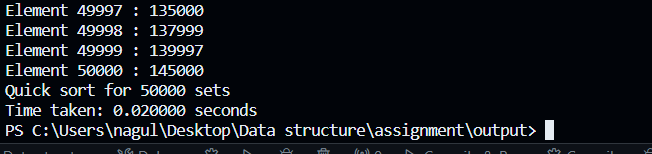 Element 49997 : 135000
Element 49998 : 137999
Element 49999 : 139997
Element 50000 : 145000
Quick sort for 50000 sets
Time taken: 0.020000 seconds
PS C:\Users\nagul\Desktop\Data structure\assignment\output>